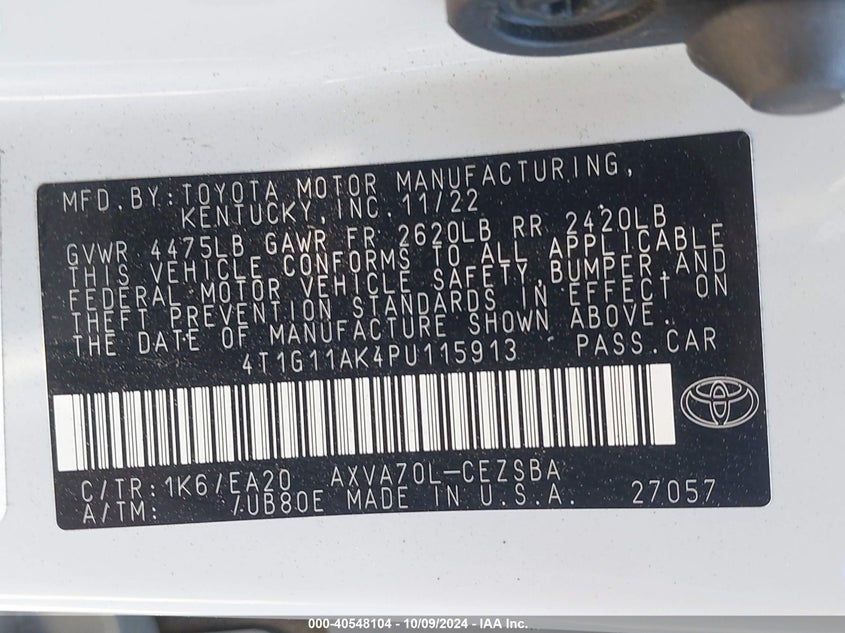 MFD.BY:TOYOTA MOTOR MANUFACTURING,
KENTUCKY,INC.11/22
GVWR 4475LB GAWR FR 2620LB RR 2420LB
THIS VEHICLE CONFORMS TO ALL APPLICABLE
FEDERAL MOTOR VEHICLE SAFETY,BUMPER,AND
THEFT PREVENTION STANDARDS IN EFFECT ON
THE DATE OF MANUFACTURE SHOWN ABOVE.
4T1G11AK4PU115913 PASS.CAR
C/TR:1K6/EA20 AXVA70L-CEZSBA
A/TM: /UB80E MADE IN U.S.A. 27057
000-40548104 - 10/09/2024 - IAA Inc.